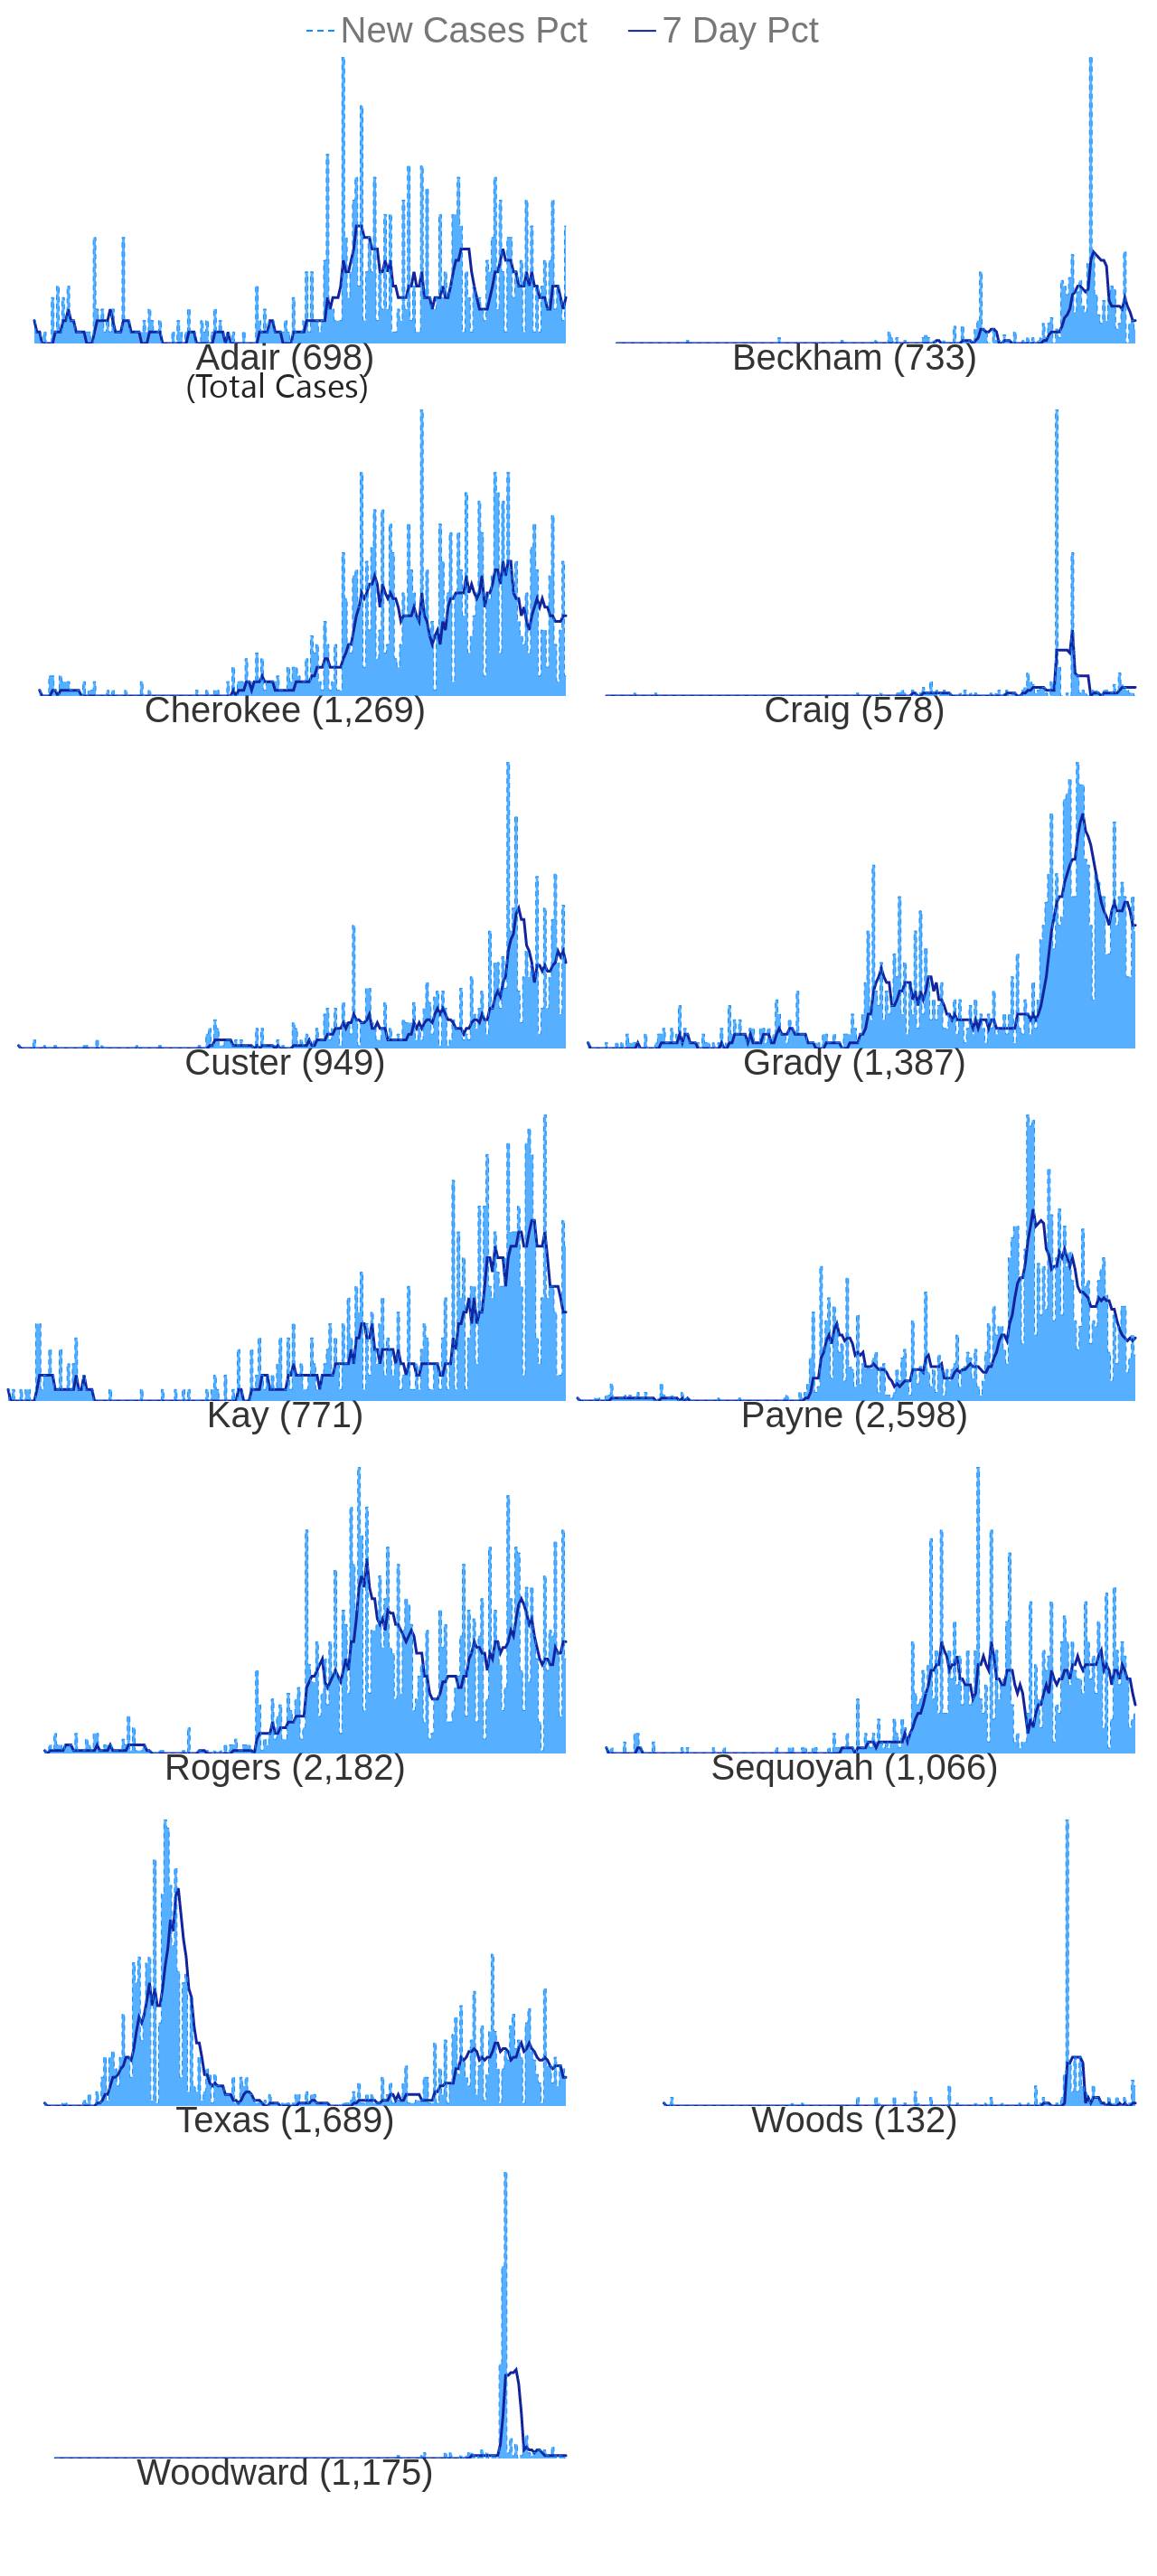 New Cases Pct 7 Day Pct
Adair (698) Beckham (733)
(Total Cases)
Cherokee (1,269) Craig (578)
Custer (949) Grady (1,387)
Kay (771) Payne (2,598)
Rogers (2,182) Sequoyah (1,066)
Texas (1,689) Woods (132)
Woodward (1,175)